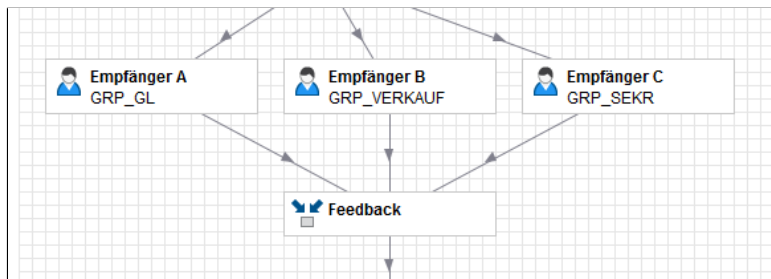 Empfänger A
GRP_GL
Empfänger B
GRP_VERKAUF
Empfänger C
GRP_SEKR
Feedback